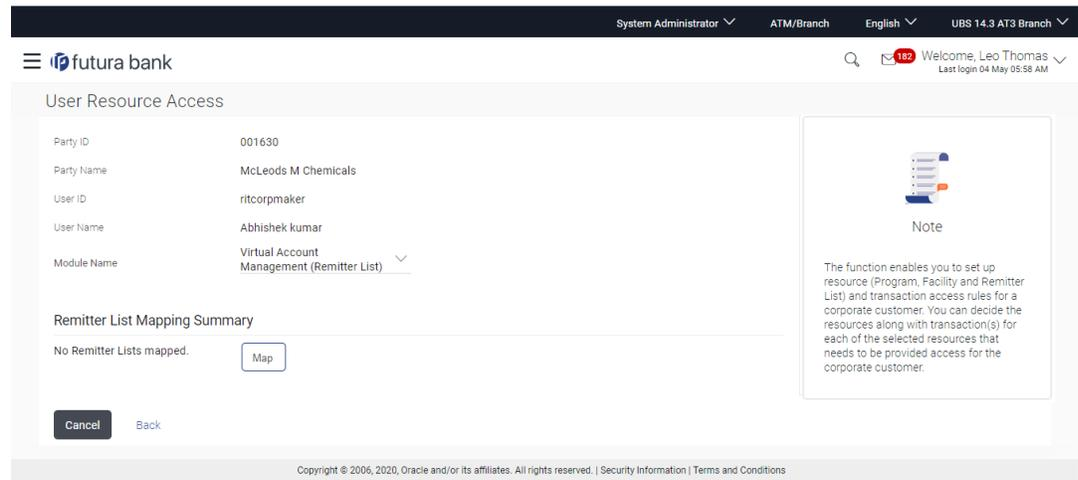 System Administrator ATM/Branch English UBS 14.3 AT3 Branch
futura bank
182
Welcome, Leo Thomas
Last login 04 May 05:58 AM
User Resource Access
Party ID 001630
Party Name McLeods M Chemicals
User ID ritcorpmaker
User Name Abhishek kumar
Module Name
Virtual Account
Management (Remitter List)
Remitter List Mapping Summary
No Remitter Lists mapped. Map
Cancel Back
Note
The function enables you to set up
resource (Program, Facility and Remitter
List) and transaction access rules for a
corporate customer. You can decide the
resources along with transaction(s) for
each of the selected resources that
needs to be provided access for the
corporate customer.
Copyright © 2006, 2020, Oracle and/or its affiliates. All rights reserved. | Security Information | Terms and Conditions